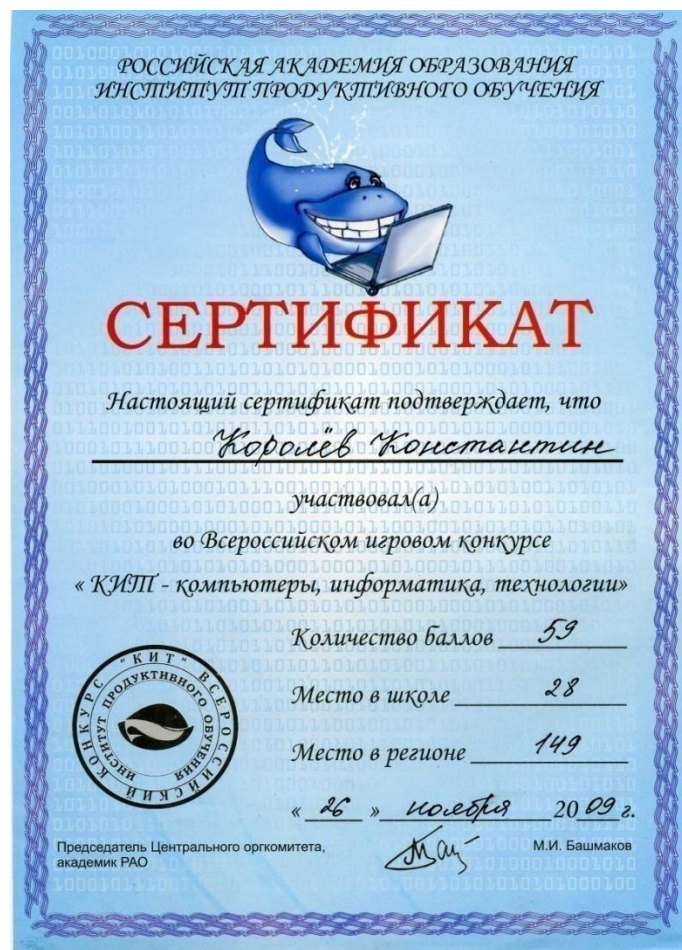 РОССИЙСКАЯ АКАДЕМИЯ ОБРАЗОВАНИЯ
ИНСТИТУТ ПРОДУКТИВНОГО ОБУЧЕНИЯ
СЕРТИФИКАТ
Настоящий сертификат подтверждает, что
Королёв Константин
участвовал(а)
во Всероссийском игровом конкурсе
« КИТ - компьютеры, информатика, технологии»
Количество баллов 59
Место в школе 28
Место в регионе 149
« 26 » ноября 2009 г.
ВСЕРОССИЙСКИЙ КОНКУРС "КИТ"
ИНСТИТУТ ПРОДУКТИВНОГО ОБУЧЕНИЯ
Председатель Центрального оргкомитета,
академик РАО
М.И. Башмаков